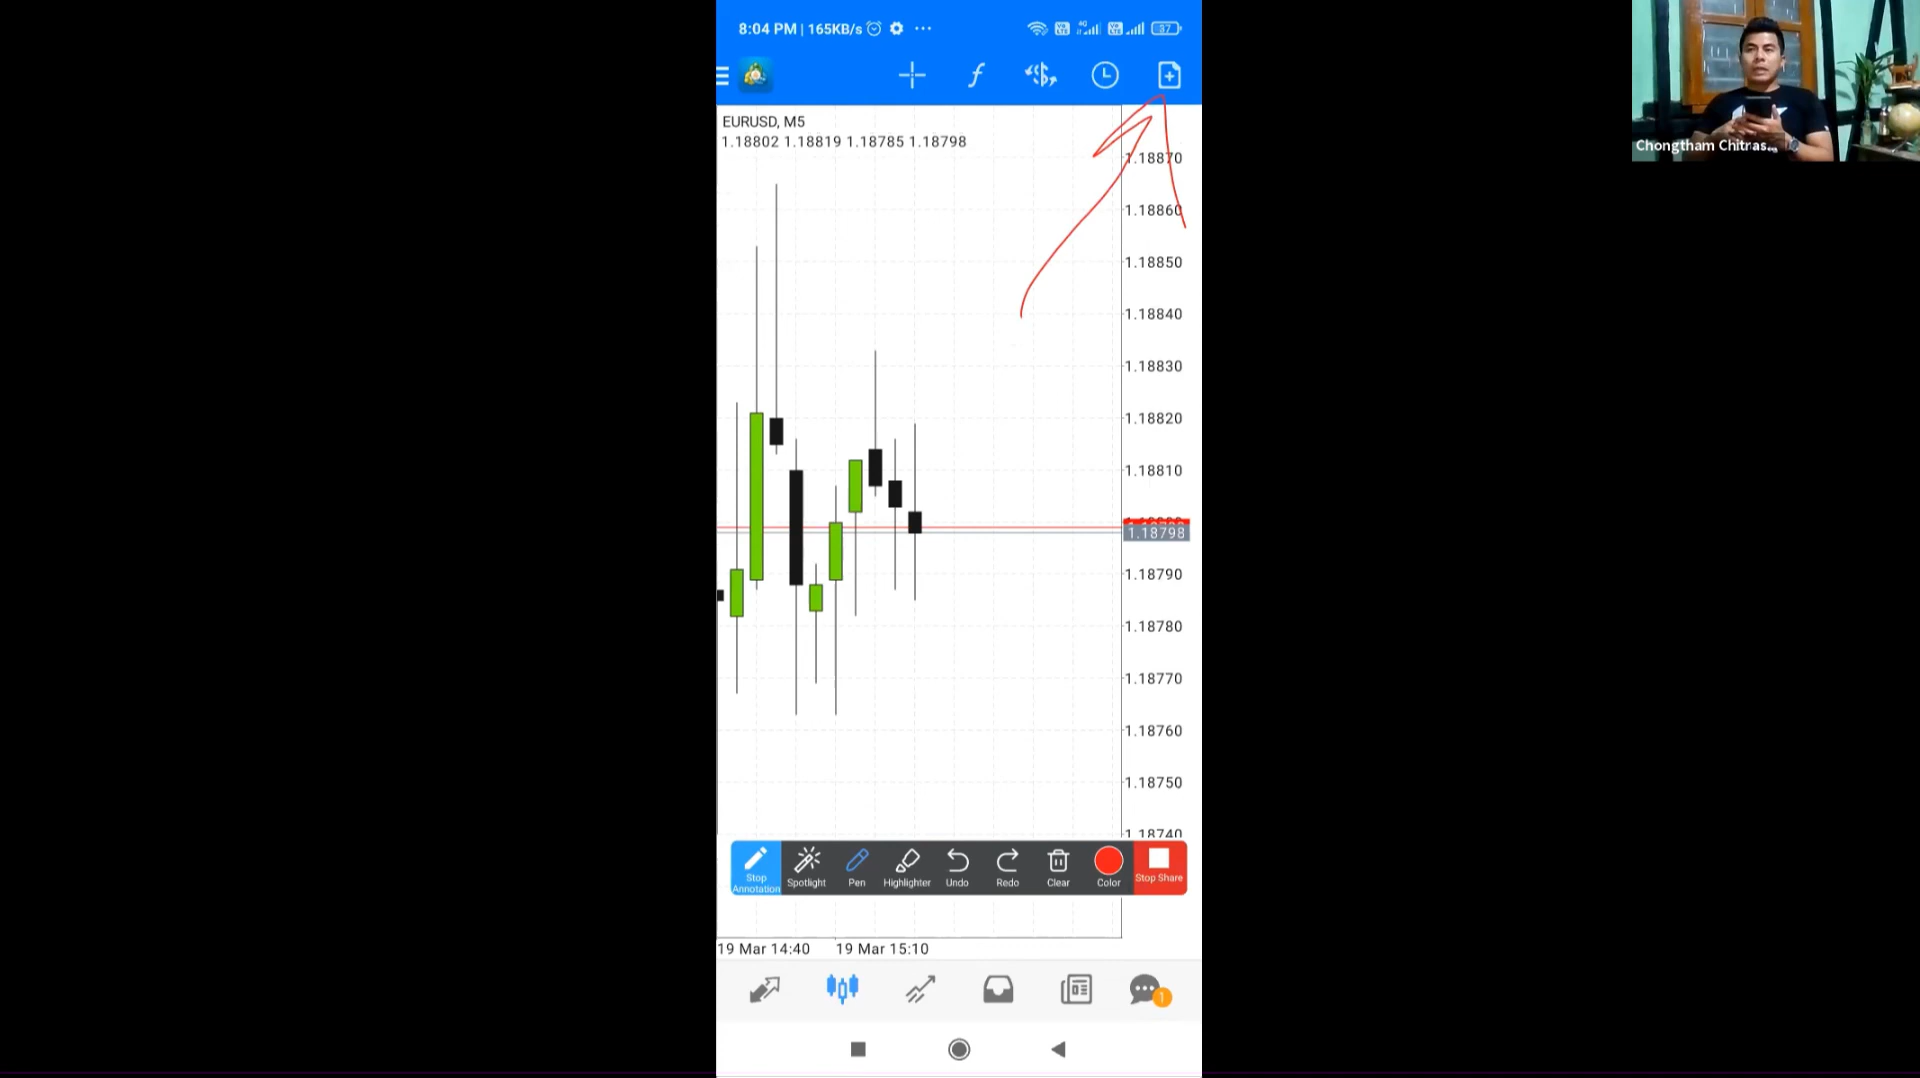 8:04 PM | 165KB/s
37
EURUSD, M5
1.18802 1.18819 1.18785 1.18798
1.18870
1.18860
1.18850
1.18840
1.18830
1.18820
1.18810
1.18798
1.18790
1.18780
1.18770
1.18760
1.18750
1.18740
Stop Annotation
Spotlight
Pen
Highlighter
Undo
Redo
Clear
Color
Stop Share
19 Mar 14:40 19 Mar 15:10
1
Chongtham Chitras...